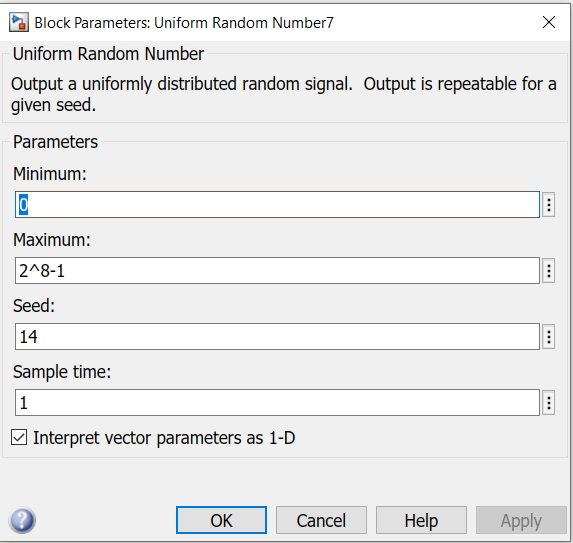 Block Parameters: Uniform Random Number7
Uniform Random Number
Output a uniformly distributed random signal.  Output is repeatable for a
given seed.
Parameters
Minimum:
0
Maximum:
2^8-1
Seed:
14
Sample time:
1
Interpret vector parameters as 1-D
OK Cancel Help Apply